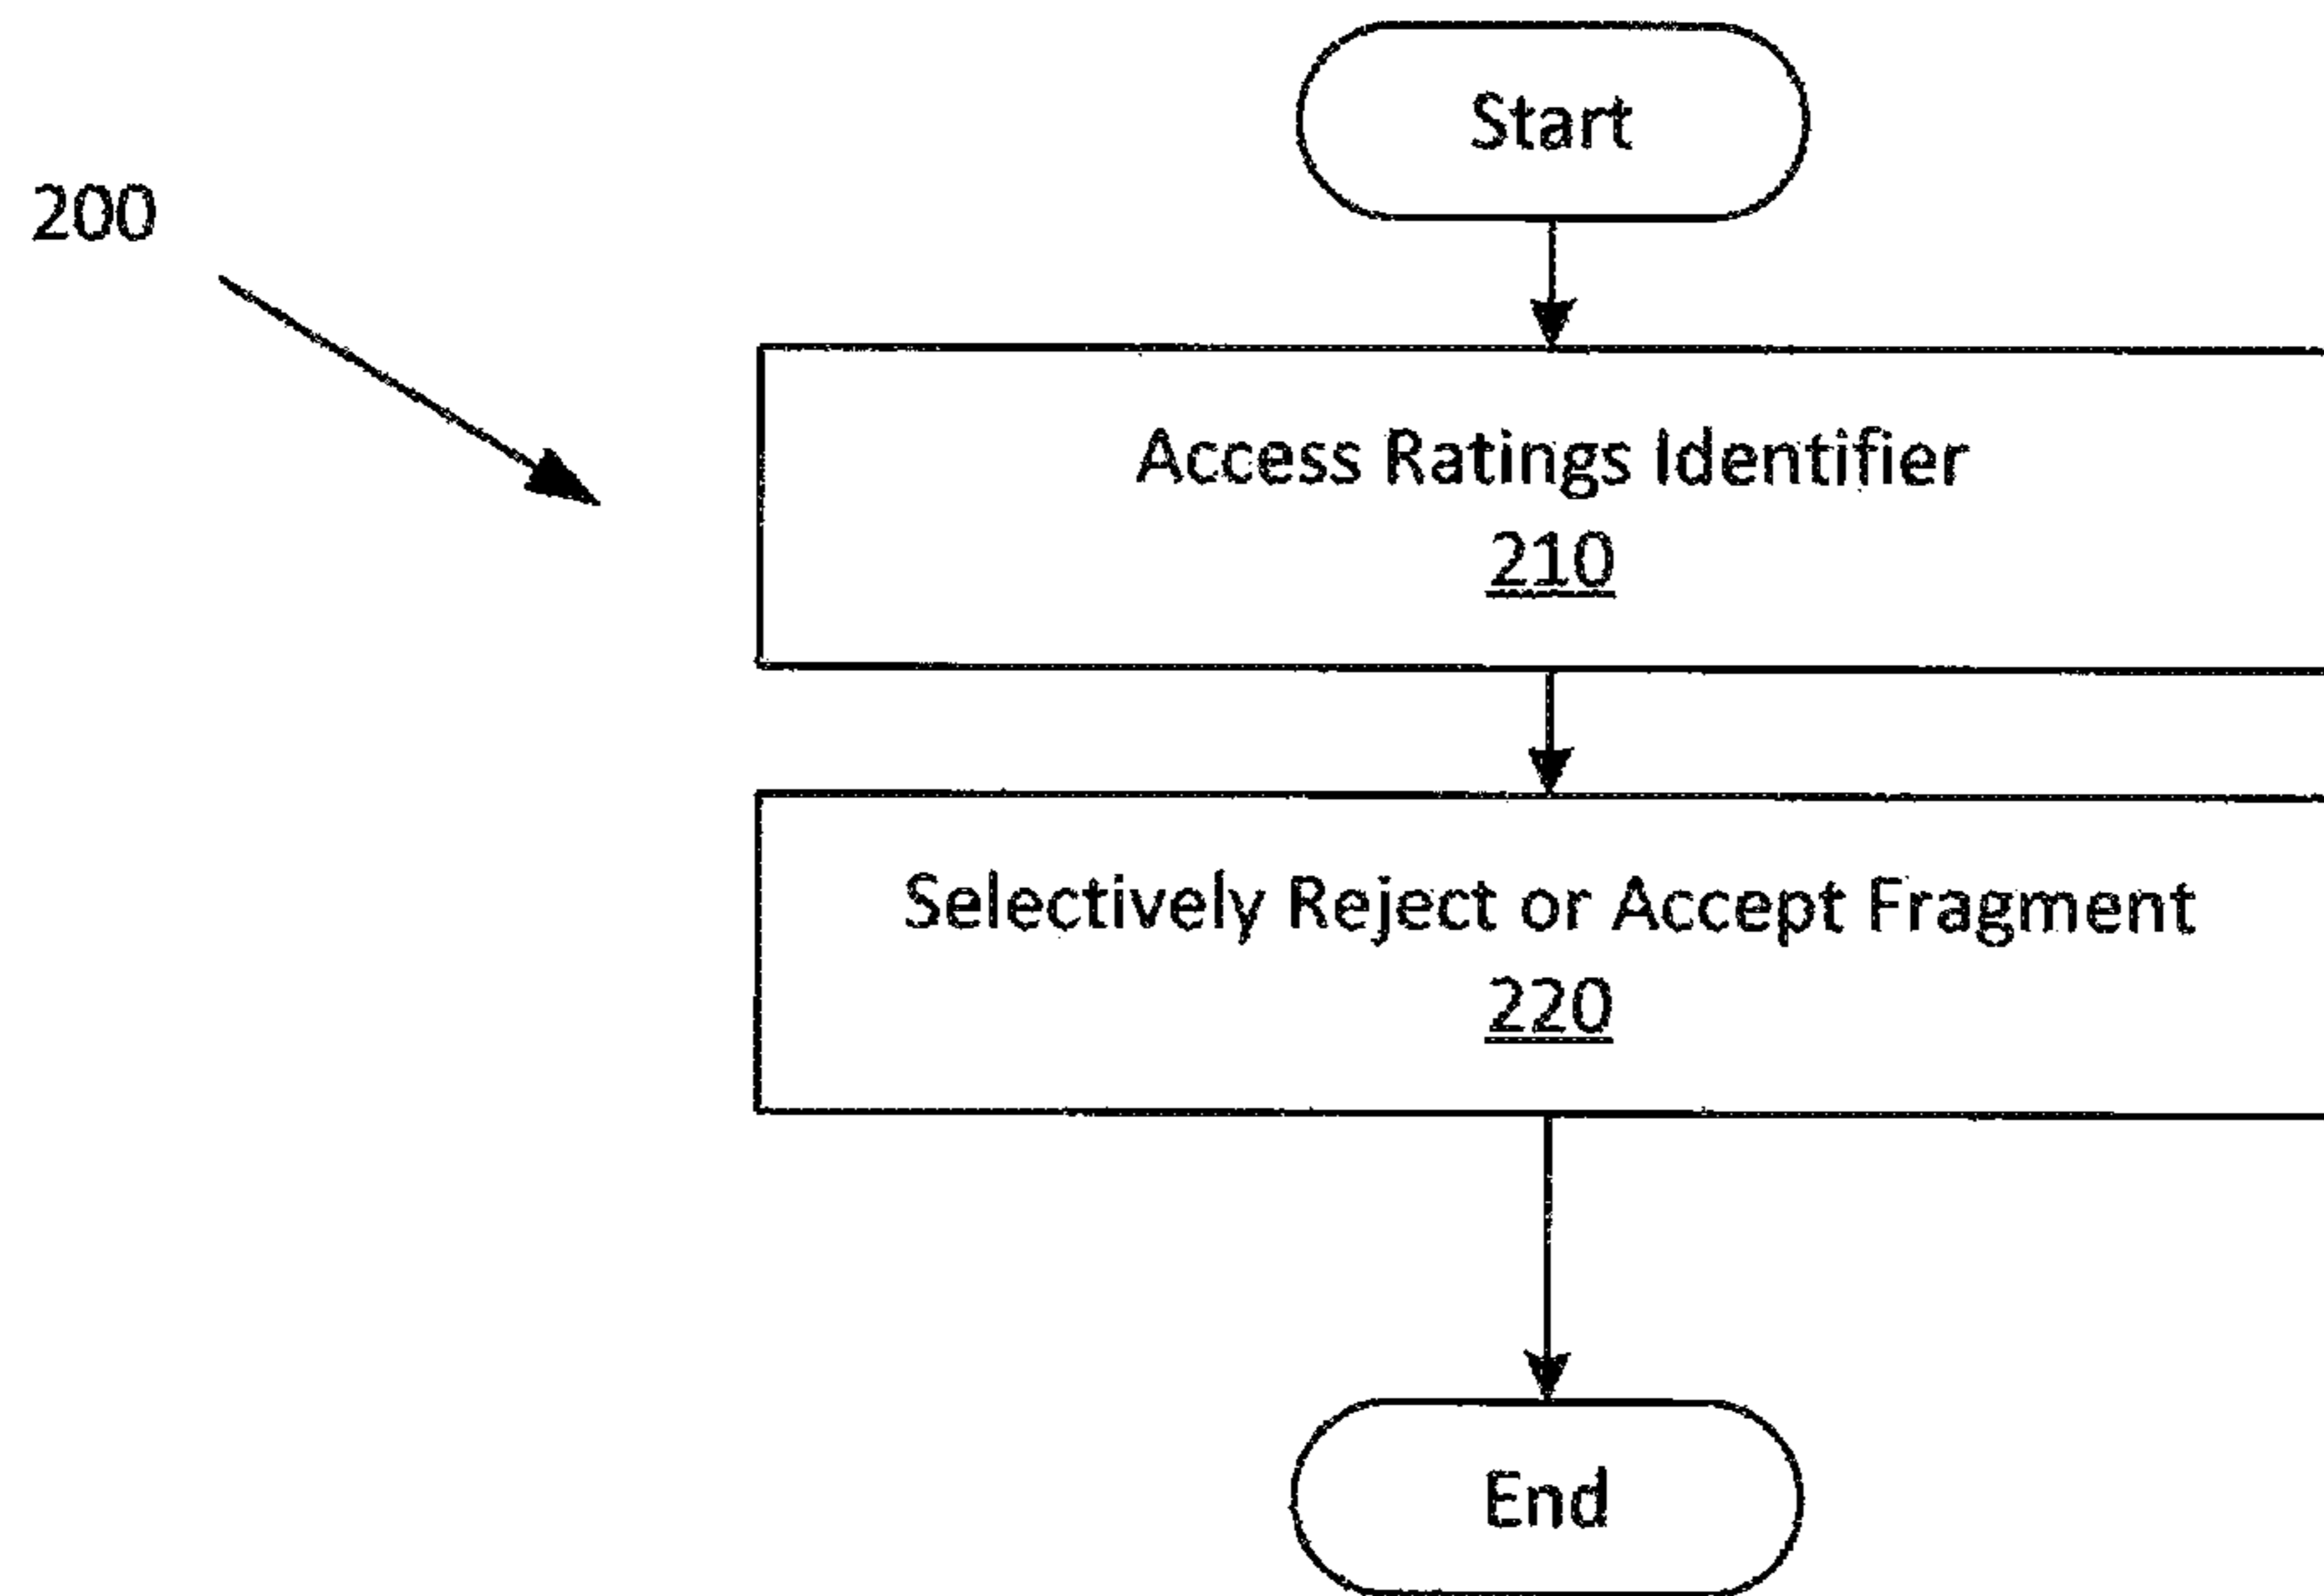 Start
200
Access Ratings Identifier
210
Selectively Reject or Accept Fragment
220
End